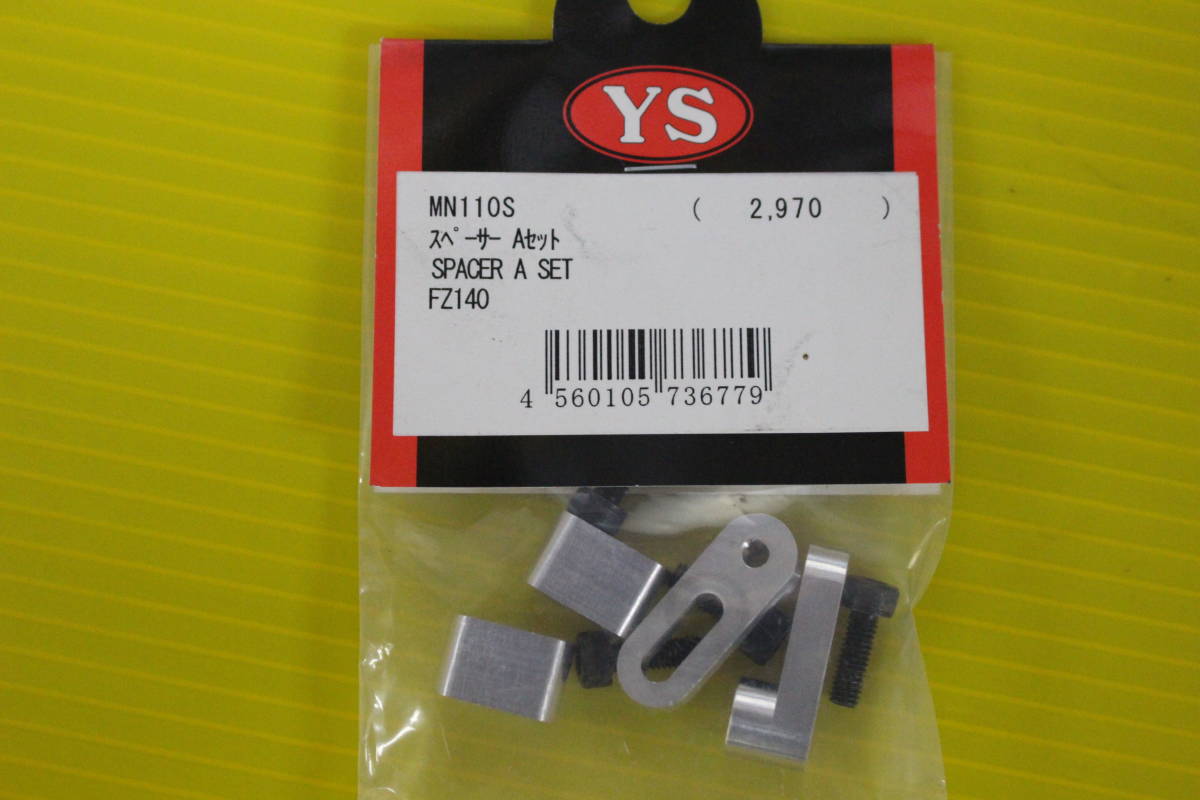 YS
MN110S ( 2,970 )
ｽﾍﾟｰｻｰ Aｾｯﾄ
SPACER A SET
FZ140
4 560105 736779